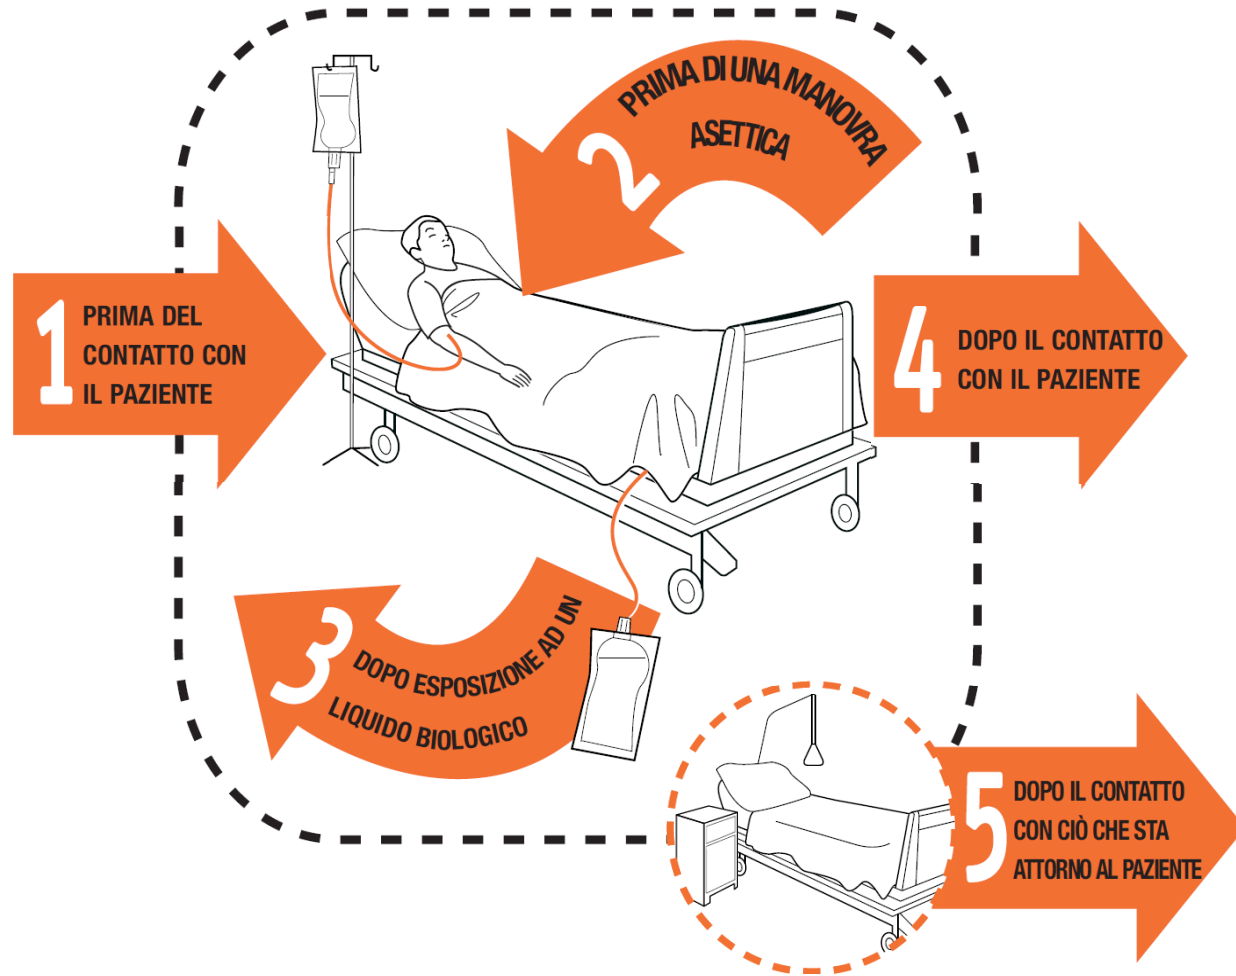 1
PRIMA DEL
CONTATTO CON
IL PAZIENTE
2
PRIMA DI UNA MANOVRA
ASETTICA
3
DOPO ESPOSIZIONE AD UN
LIQUIDO BIOLOGICO
4
DOPO IL CONTATTO
CON IL PAZIENTE
5
DOPO IL CONTATTO
CON CIÒ CHE STA
ATTORNO AL PAZIENTE